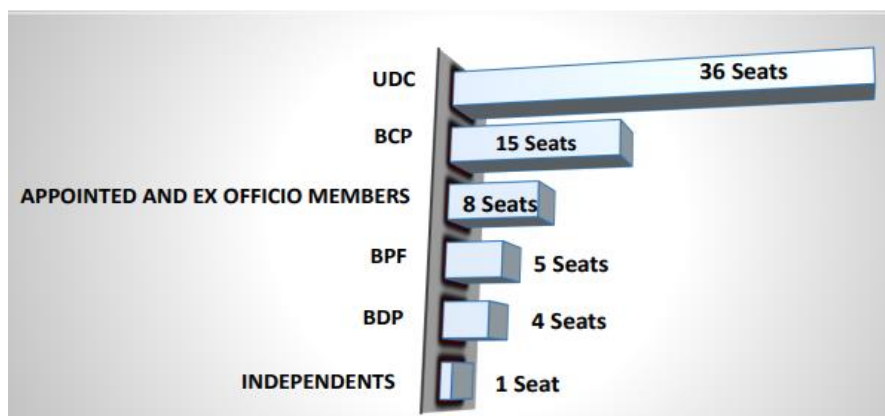 UDC 36 Seats
BCP 15 Seats
APPOINTED AND EX OFFICIO MEMBERS 8 Seats
BPF 5 Seats
BDP 4 Seats
INDEPENDENTS 1 Seat